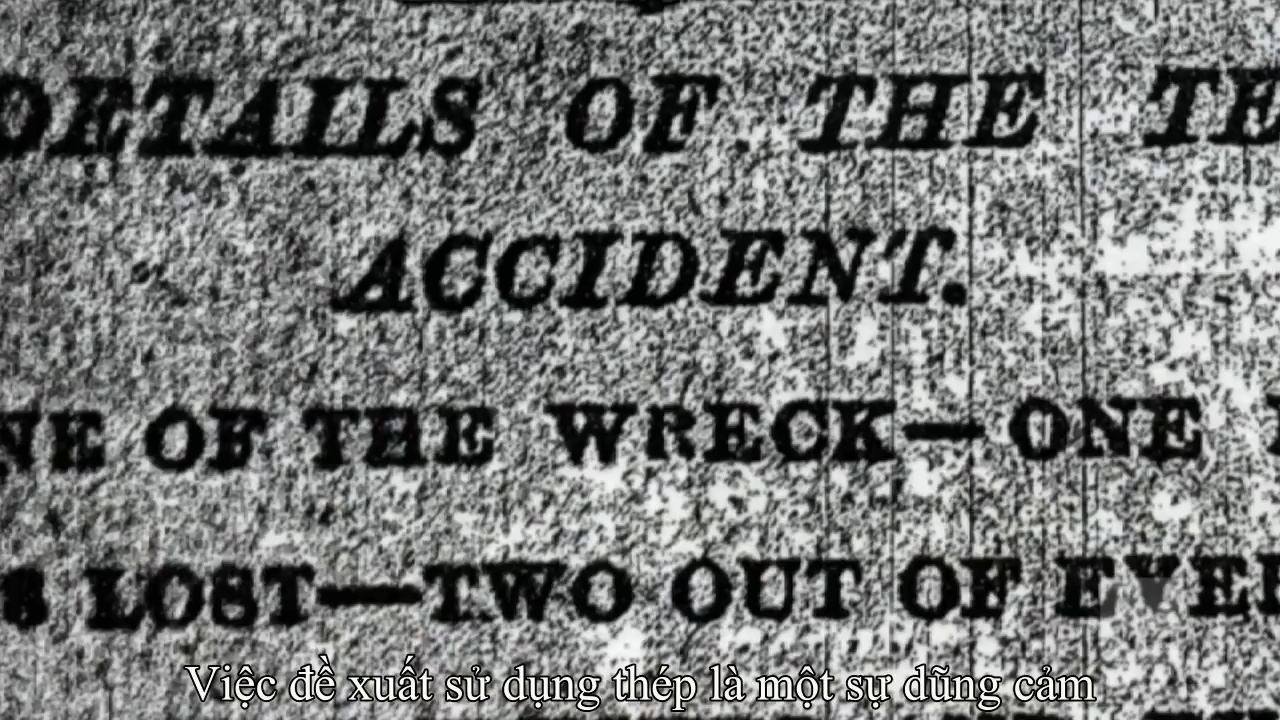 DETAILS OF THE
ACCIDENT.
OF THE WRECK—ONE
LOST—TWO OUT OF
Việc đề xuất sử dụng thép là một sự dũng cảm